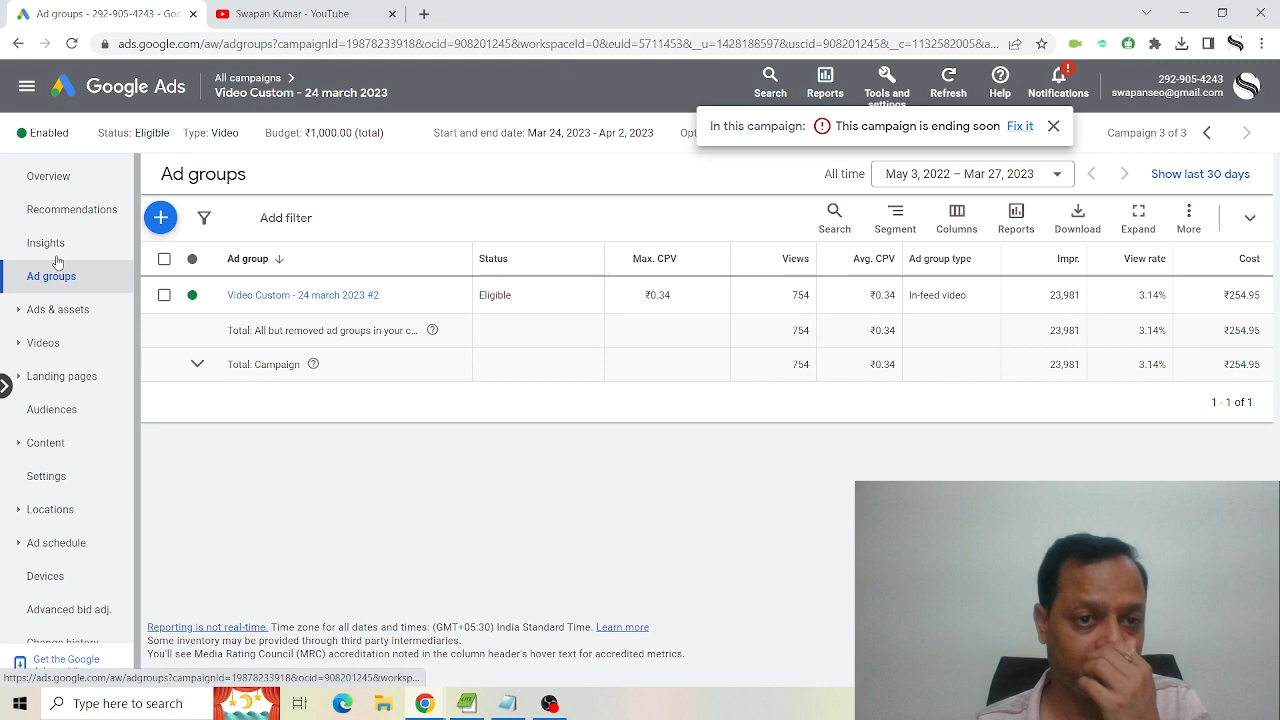 Ad groups - 292-905-4243 - Goo
Swapan Kumar - YouTube
ads.google.com/aw/adgroups?campaignId=19878233918&ocid=908201245&workspaceId=0&euid=5711453&__u=1428188597&uscid=908201245&__c=1132582005&a...
Google Ads
All campaigns
Video Custom - 24 march 2023
Search
Reports
Tools and settings
Refresh
Help
Notifications
292-905-4243
swapanseo@gmail.com
Enabled
Status: Eligible
Type: Video
Budget: ₹1,000.00 (total)
Start and end date: Mar 24, 2023 - Apr 2, 2023
In this campaign: This campaign is ending soon Fix it
Campaign 3 of 3
Overview
Recommendations
Insights
Ad groups
Ads & assets
Videos
Landing pages
Audiences
Content
Settings
Locations
Ad schedule
Devices
Advanced bid adj.
Change history
Get the Google
Ad groups
All time
May 3, 2022 – Mar 27, 2023
Show last 30 days
Add filter
Search
Segment
Columns
Reports
Download
Expand
More
Ad group Status Max. CPV Views Avg. CPV Ad group type Impr. View rate Cost
Video Custom - 24 march 2023 #2 Eligible ₹0.34 754 ₹0.34 In-feed video 23,981 3.14% ₹254.95
Total: All but removed ad groups in your c... 754 ₹0.34 23,981 3.14% ₹254.95
Total: Campaign 754 ₹0.34 23,981 3.14% ₹254.95
1 - 1 of 1
Reporting is not real-time. Time zone for all dates and times: (GMT+05:30) India Standard Time. Learn more
Some inventory may be provided through third party intermediaries.
You'll see Media Rating Council (MRC) accreditation noted in the column header's hover text for accredited metrics.
https://ads.google.com/aw/adgroups?campaignId=19878233918&ocid=908201245&worksp...
Type here to search